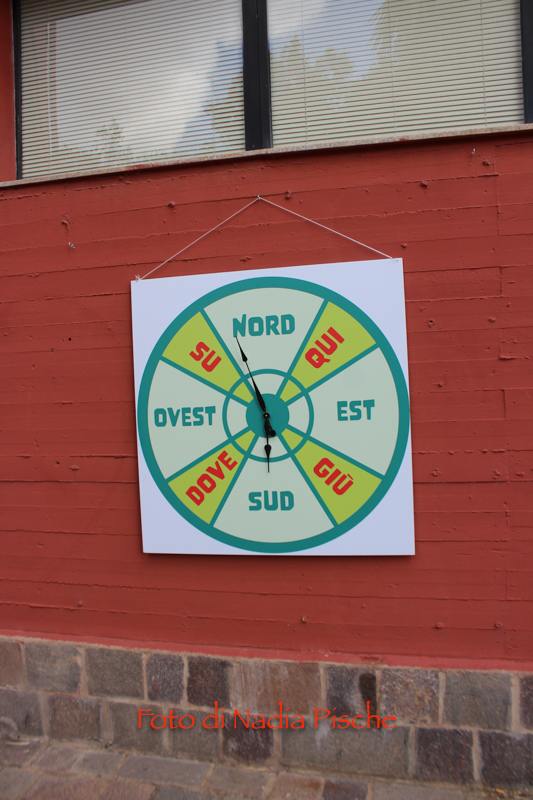 NORD
SU
QUI
OVEST
EST
DOVE
GIÙ
SUD
Foto di Nadia Pische